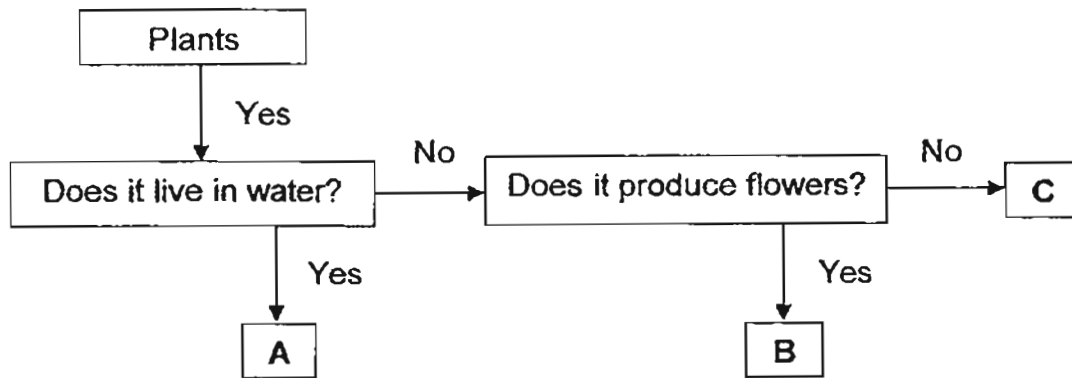 Plants
Yes
Does it live in water?
No
Does it produce flowers?
No
C
Yes
A
Yes
B